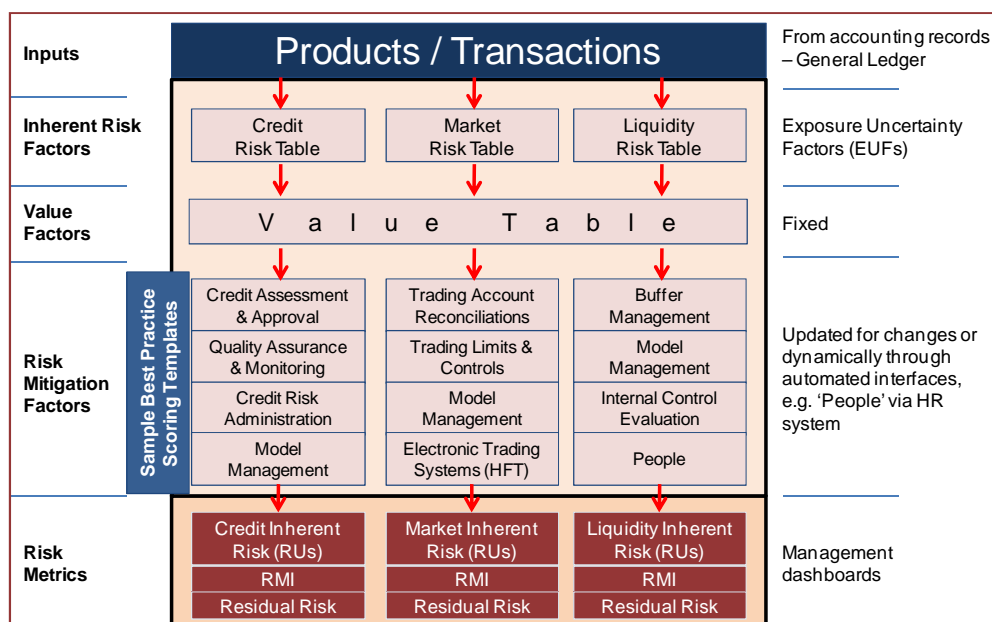 Inputs
Products / Transactions
From accounting records
– General Ledger
Inherent Risk
Factors
Credit
Risk Table
Market
Risk Table
Liquidity
Risk Table
Exposure Uncertainty
Factors (EUFs)
Value
Factors
Value Table
Fixed
Risk
Mitigation
Factors
Sample Best Practice
Scoring Templates
Credit Assessment
& Approval
Quality Assurance
& Monitoring
Credit Risk
Administration
Model
Management
Trading Account
Reconciliations
Trading Limits &
Controls
Model
Management
Electronic Trading
Systems (HFT)
Buffer
Management
Model
Management
Internal Control
Evaluation
People
Updated for changes or
dynamically through
automated interfaces,
e.g. ‘People’ via HR
system
Risk
Metrics
Credit Inherent
Risk (RUs)
RMI
Residual Risk
Market Inherent
Risk (RUs)
RMI
Residual Risk
Liquidity Inherent
Risk (RUs)
RMI
Residual Risk
Management
dashboards